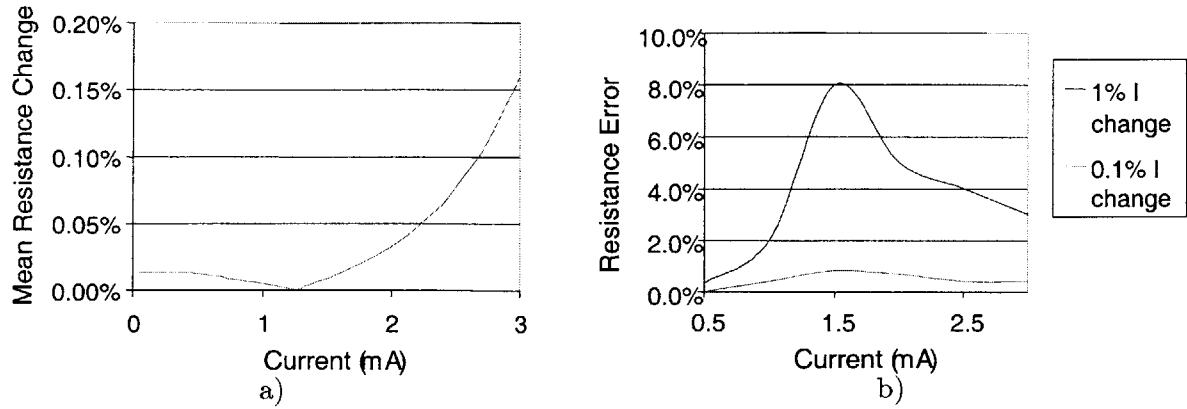 Mean Resistance Change
0.20%
0.15%
0.10%
0.05%
0.00%
0
1
2
3
Current (mA)
a)
Resistance Error
10.0%
8.0%
6.0%
4.0%
2.0%
0.0%
0.5
1.5
2.5
Current (mA)
b)
1% I
change
0.1% I
change